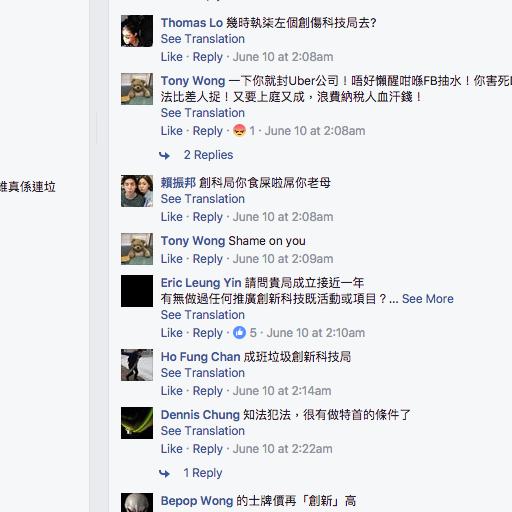 Thomas Lo 幾時執柒左個創傷科技局去?
See Translation
Like · Reply · June 10 at 2:08am
Tony Wong 一下你就封Uber公司！唔好懶醒咁喺FB抽水！你害死
法比差人捉！又要上庭又成，浪費納稅人血汗錢！
See Translation
Like · Reply · 1 · June 10 at 2:08am
2 Replies
真係連垃
賴振邦 創科局你食屎啦屌你老母
See Translation
Like · Reply · June 10 at 2:08am
Tony Wong Shame on you
Like · Reply · June 10 at 2:09am
Eric Leung Yin 請問貴局成立接近一年
有無做過任何推廣創新科技既活動或項目？... See More
See Translation
Like · Reply · 5 · June 10 at 2:10am
Ho Fung Chan 成班垃圾創新科技局
See Translation
Like · Reply · June 10 at 2:14am
Dennis Chung 知法犯法，很有做特首的條件了
See Translation
Like · Reply · June 10 at 2:22am
1 Reply
Bepop Wong 的士牌價再「創新」高